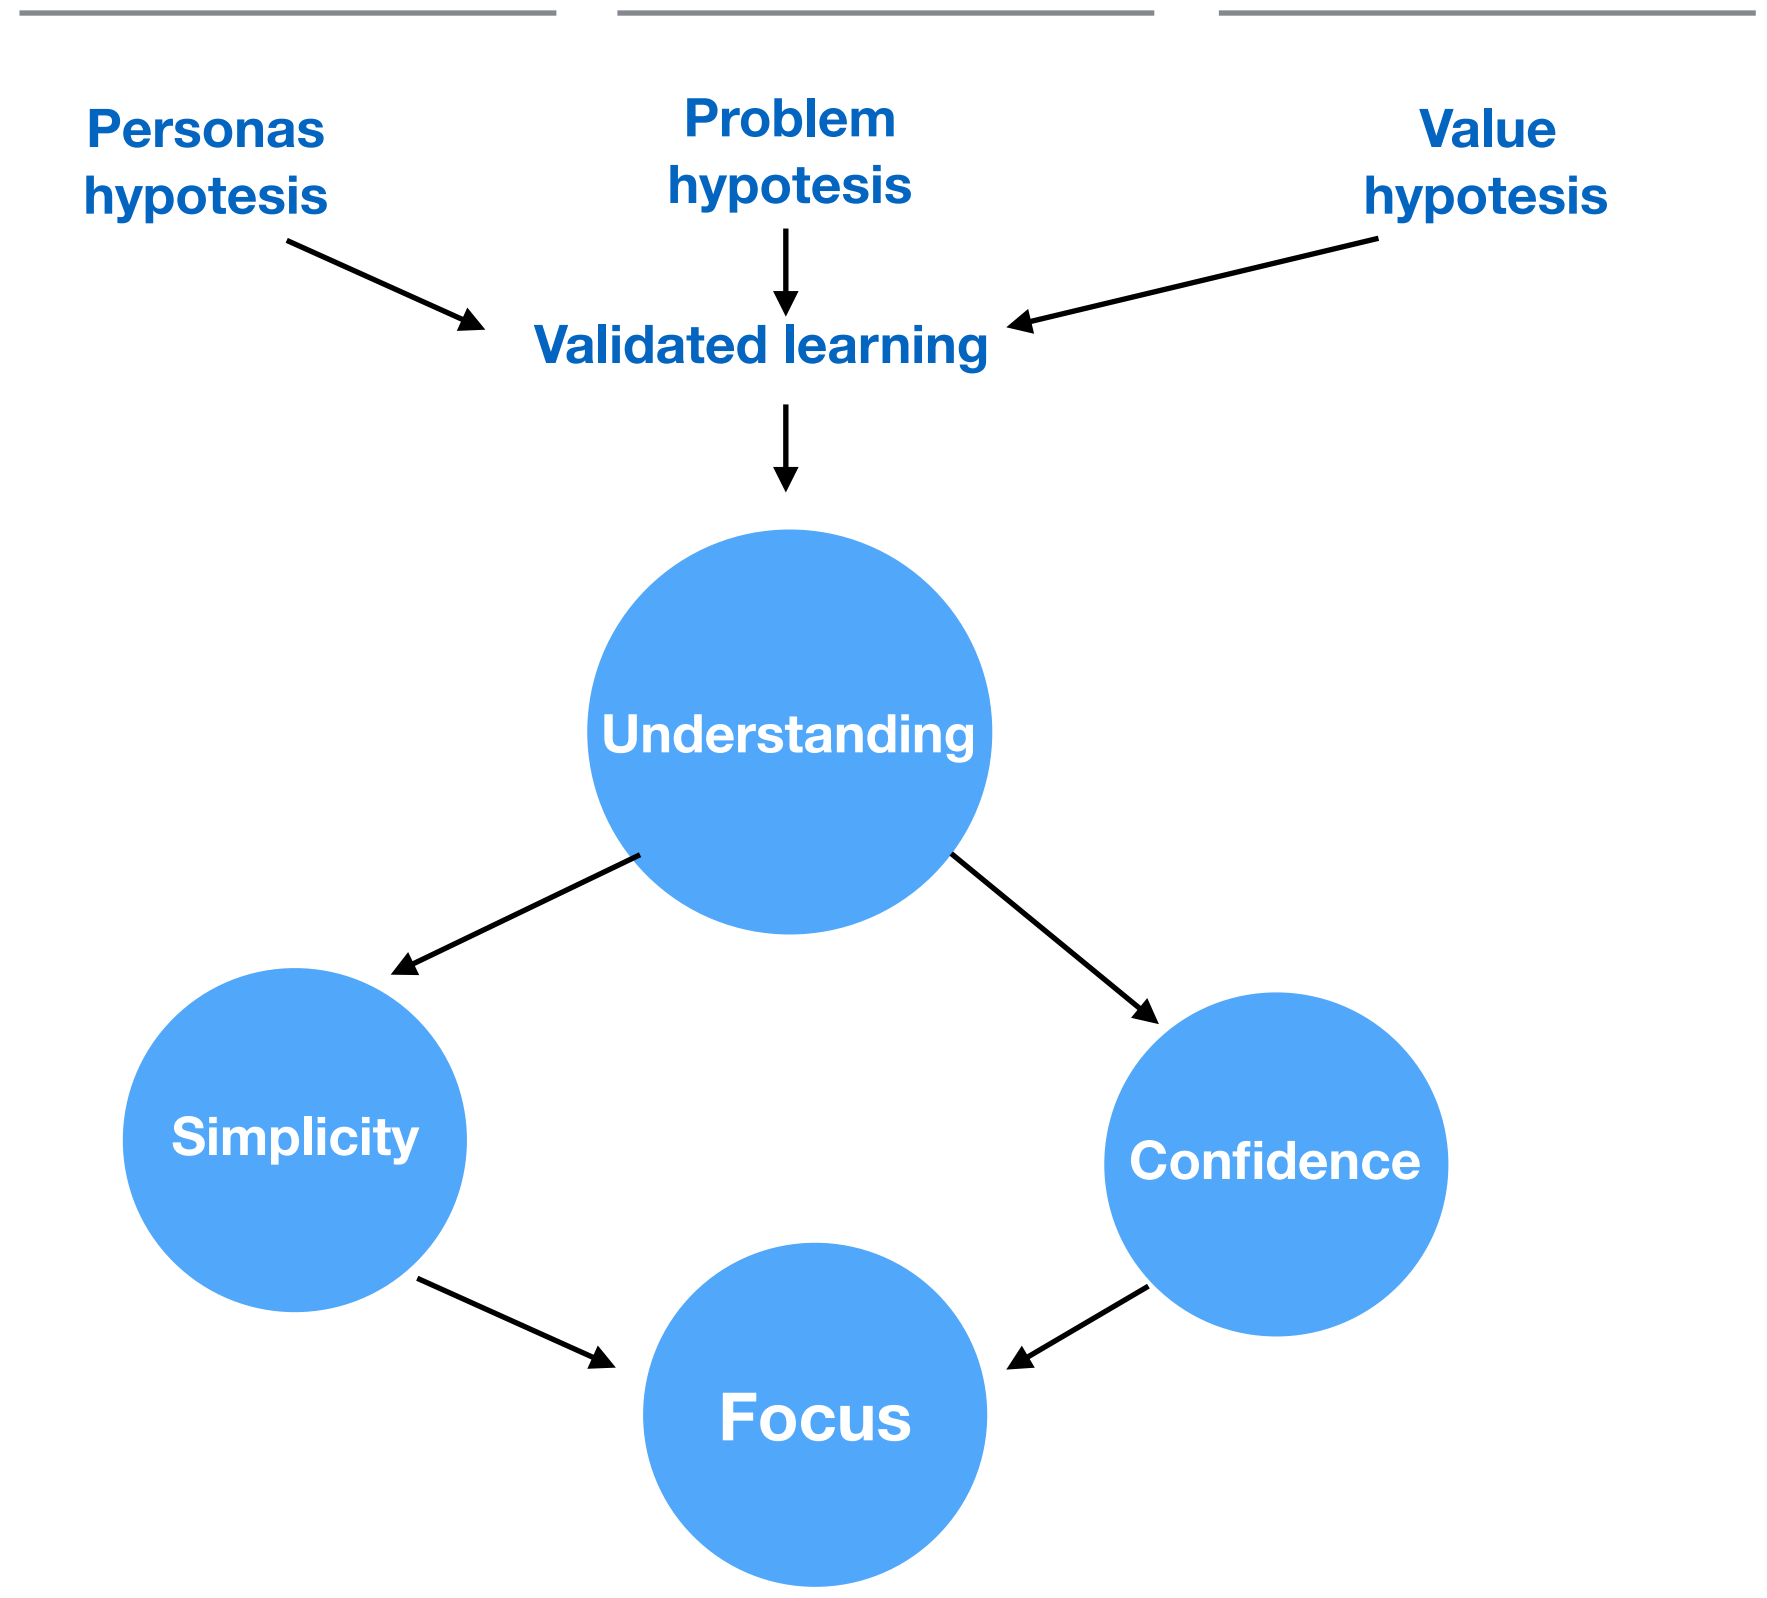 Personas
hypotesis
Problem
hypotesis
Value
hypotesis
Validated learning
Understanding
Simplicity
Confidence
Focus